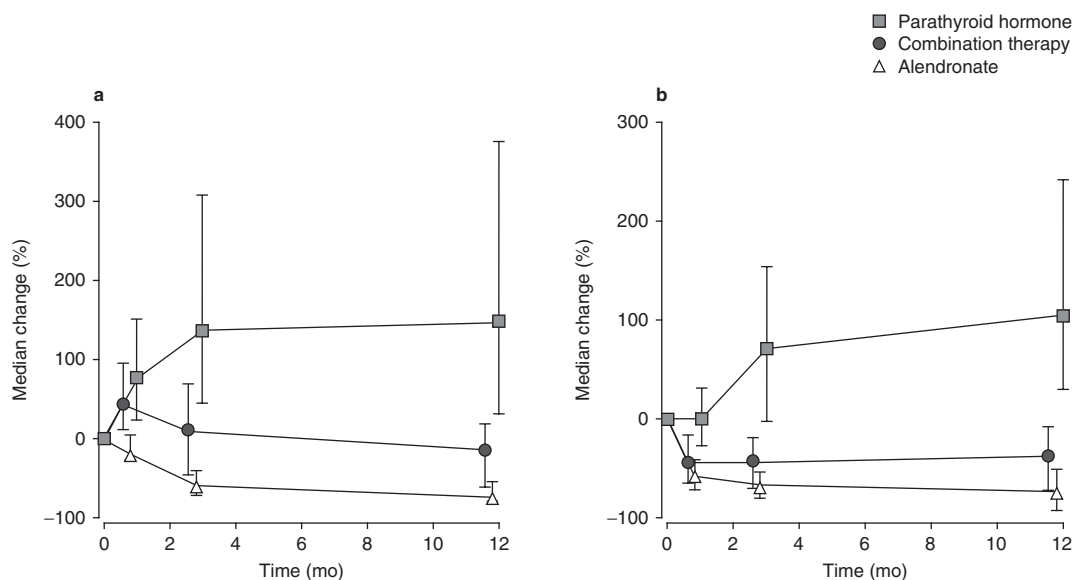 Parathyroid hormone
Combination therapy
Alendronate
a
400
300
200
100
0
−100
Median change (%)
0 2 4 6 8 10 12
Time (mo)
b
300
200
100
0
−100
Median change (%)
0 2 4 6 8 10 12
Time (mo)